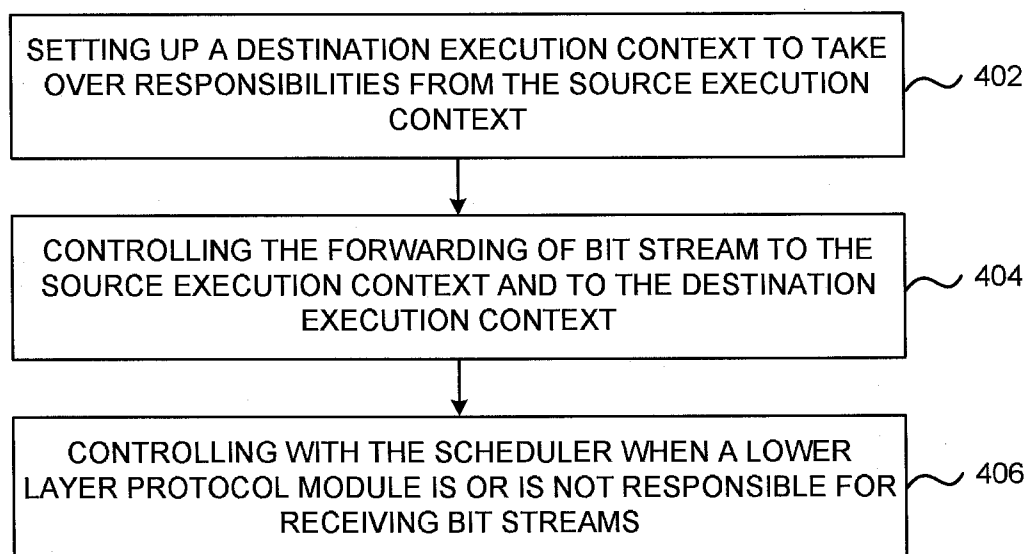 SETTING UP A DESTINATION EXECUTION CONTEXT TO TAKE
OVER RESPONSIBILITIES FROM THE SOURCE EXECUTION
CONTEXT
402
CONTROLLING THE FORWARDING OF BIT STREAM TO THE
SOURCE EXECUTION CONTEXT AND TO THE DESTINATION
EXECUTION CONTEXT
404
CONTROLLING WITH THE SCHEDULER WHEN A LOWER
LAYER PROTOCOL MODULE IS OR IS NOT RESPONSIBLE FOR
RECEIVING BIT STREAMS
406